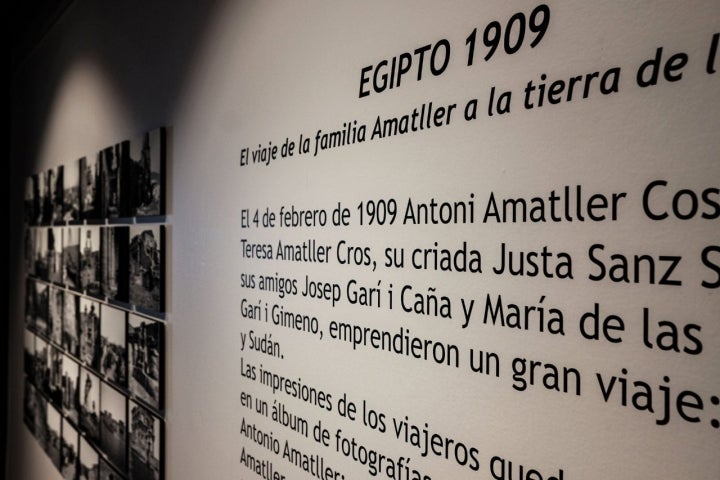 EGIPTO 1909
El viaje de la familia Amatller a la tierra de l
El 4 de febrero de 1909 Antoni Amatller Cos
Teresa Amatller Cros, su criada Justa Sanz S
sus amigos Josep Garí i Caña y María de las
Garí i Gimeno, emprendieron un gran viaje:
y Sudán.
Las impresiones de los viajeros qued
en un álbum de fotografías
Antonio Amatller;
Amatller